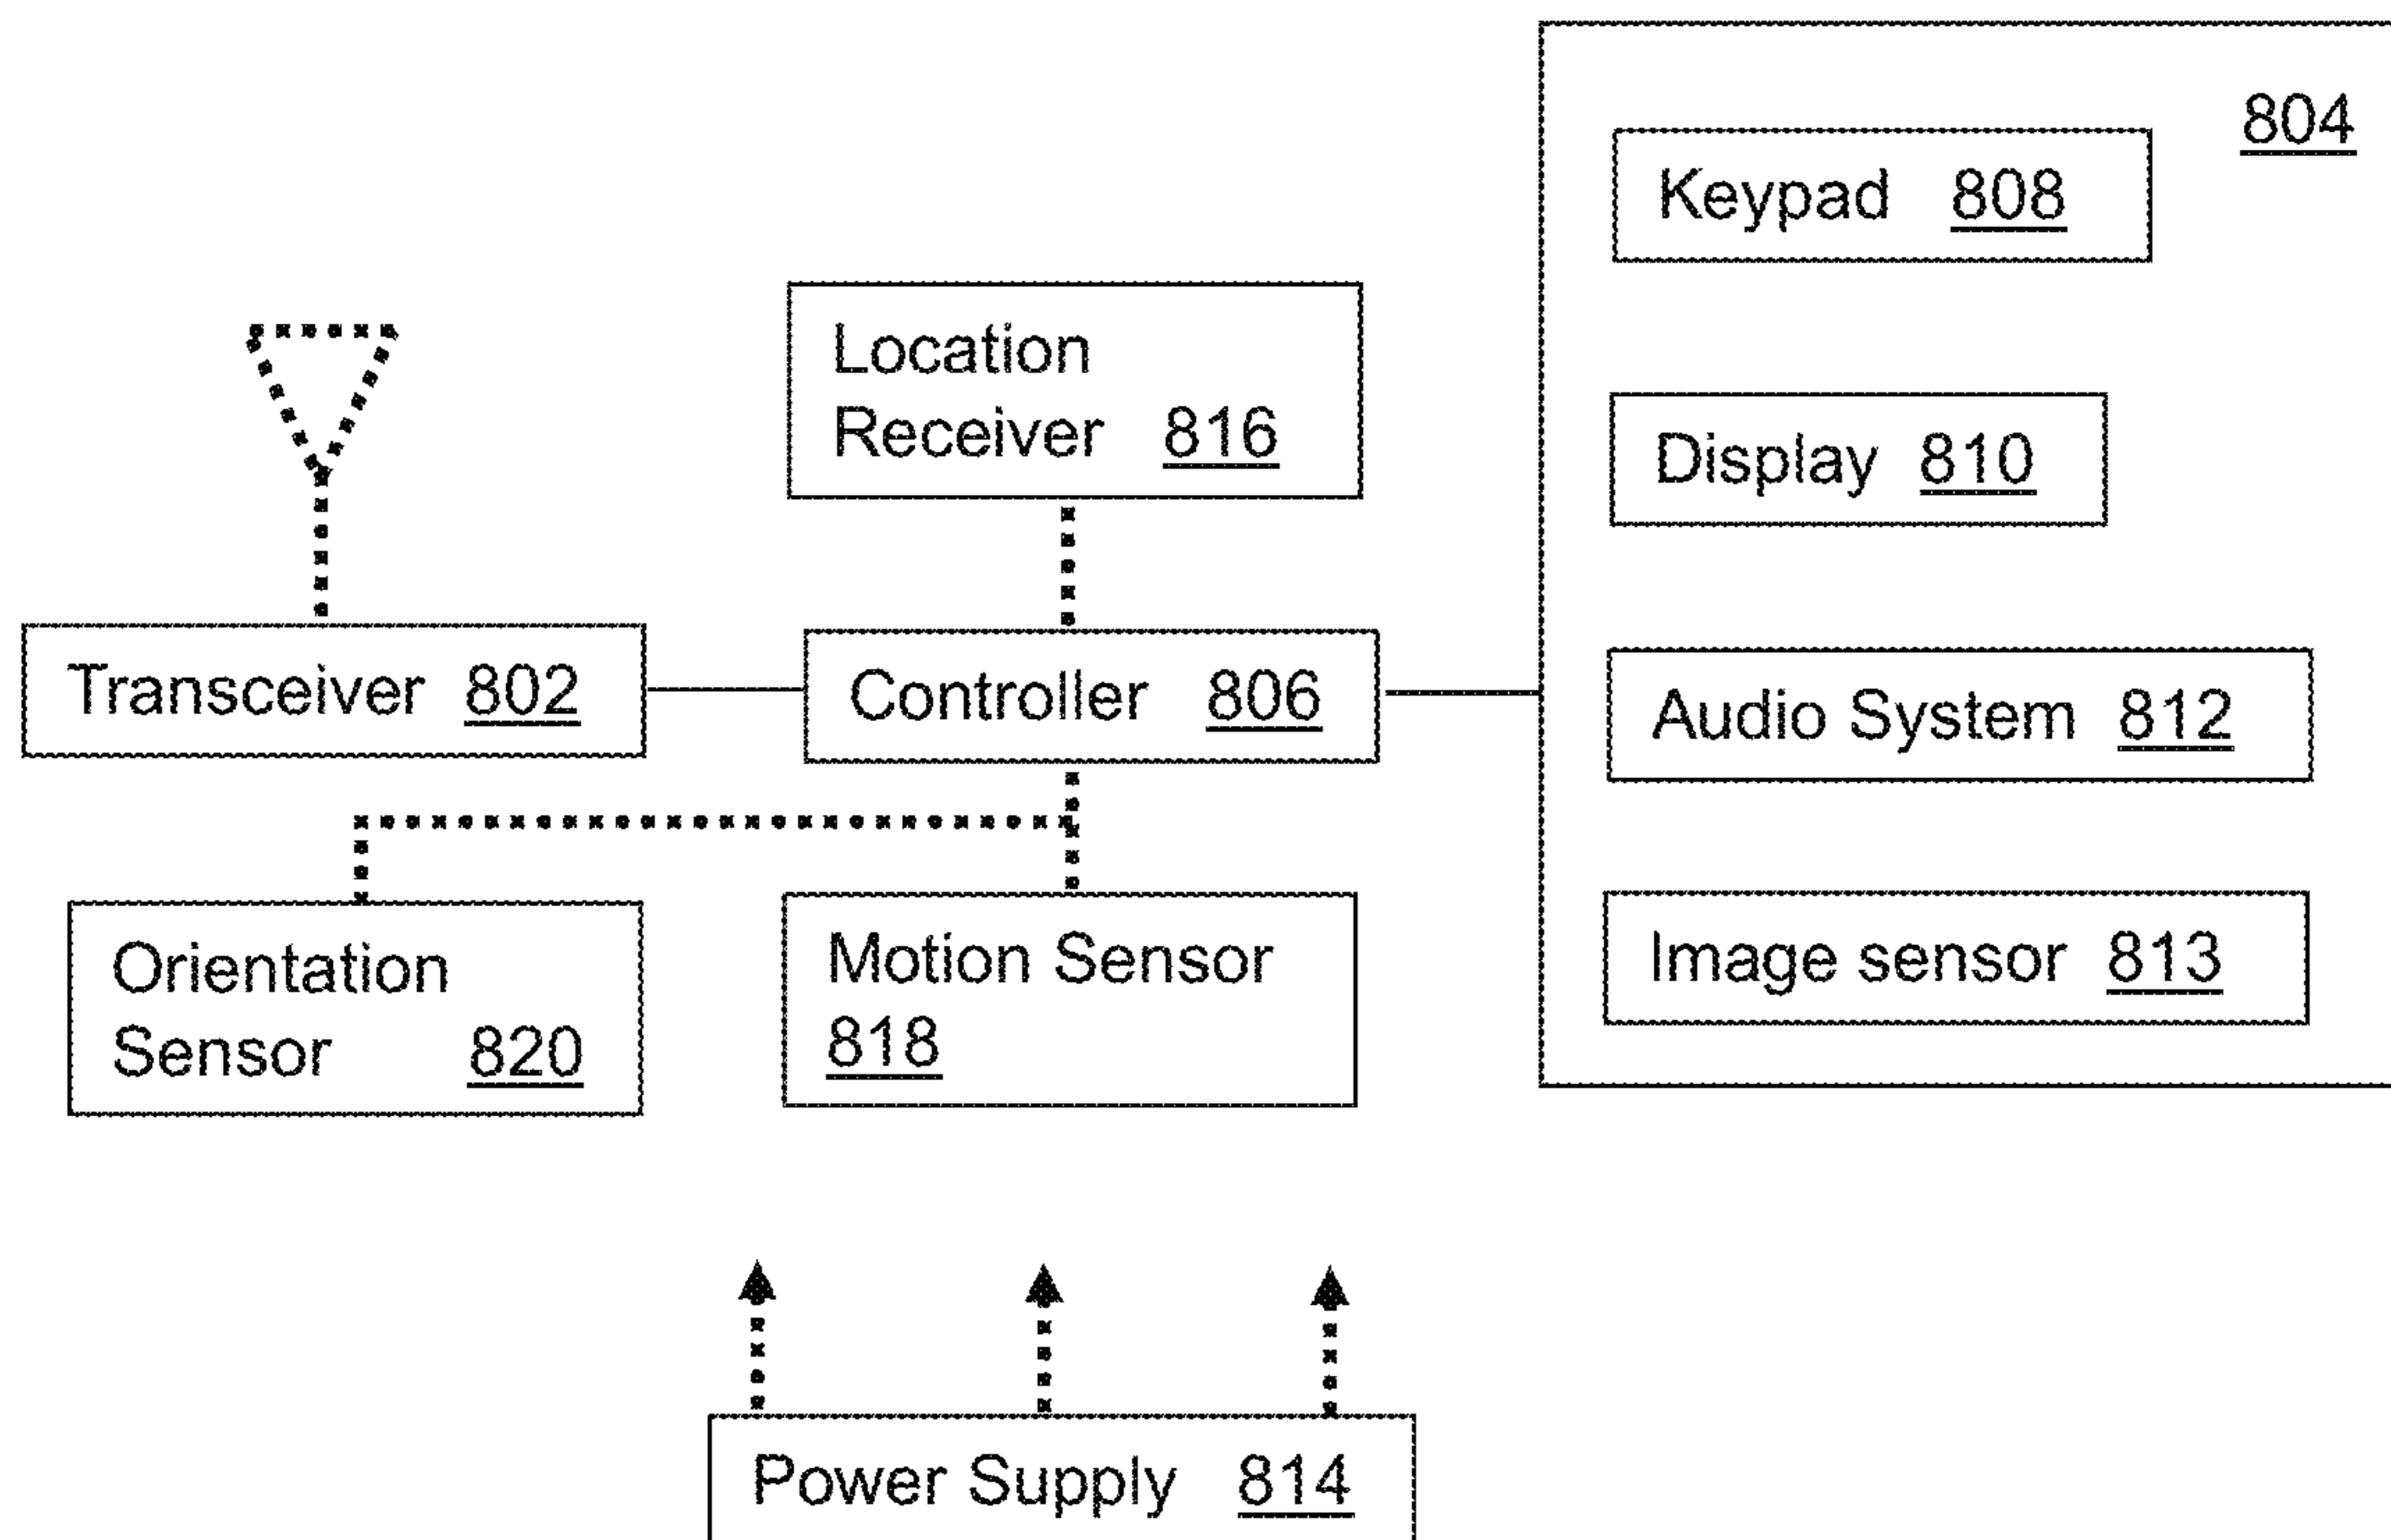 804
Keypad 808
Location
Receiver 816
Display 810
Transceiver 802
Controller 806
Audio System 812
Orientation
Sensor 820
Motion Sensor
818
Image sensor 813
Power Supply 814